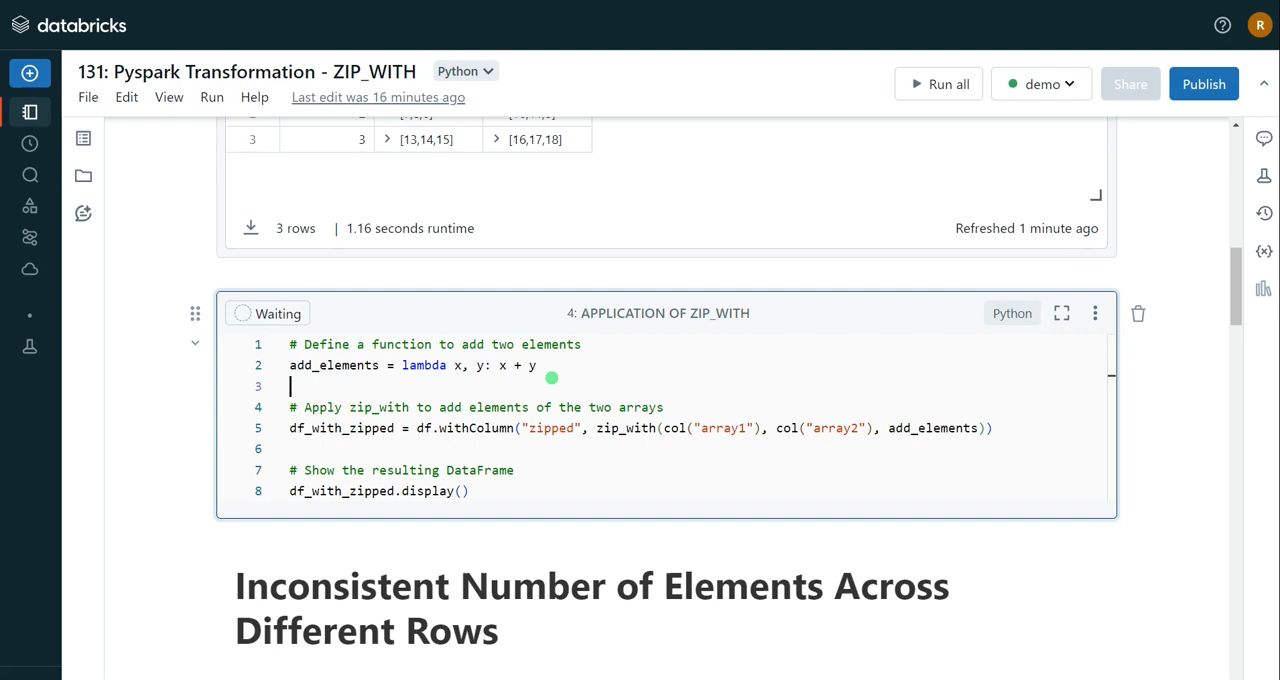 databricks
R
131: Pyspark Transformation - ZIP_WITH Python
File Edit View Run Help Last edit was 16 minutes ago
Run all demo Share Publish
3 3 [13,14,15] [16,17,18]
3 rows | 1.16 seconds runtime Refreshed 1 minute ago
Waiting 4: APPLICATION OF ZIP_WITH Python
1 # Define a function to add two elements
2 add_elements = lambda x, y: x + y
3
4 # Apply zip_with to add elements of the two arrays
5 df_with_zipped = df.withColumn("zipped", zip_with(col("array1"), col("array2"), add_elements))
6
7 # Show the resulting DataFrame
8 df_with_zipped.display()
Inconsistent Number of Elements Across
Different Rows